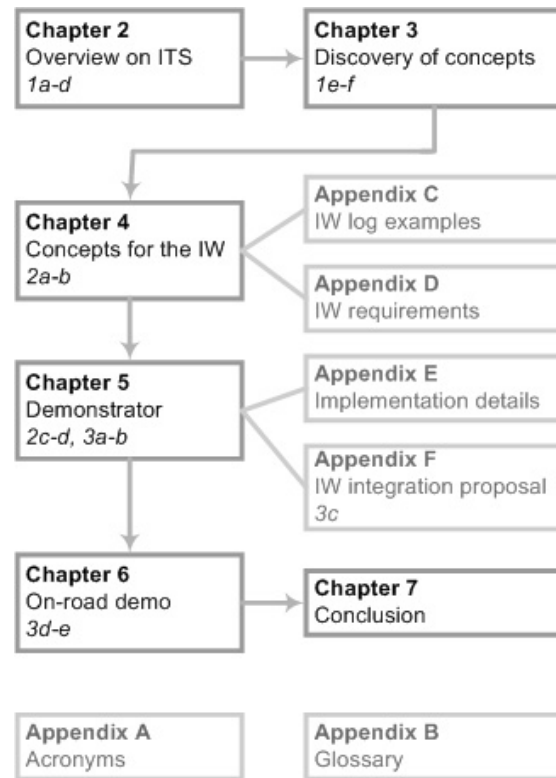 Chapter 2
Overview on ITS
1a-d
Chapter 3
Discovery of concepts
1e-f
Chapter 4
Concepts for the IW
2a-b
Appendix C
IW log examples
Appendix D
IW requirements
Chapter 5
Demonstrator
2c-d, 3a-b
Appendix E
Implementation details
Appendix F
IW integration proposal
3c
Chapter 6
On-road demo
3d-e
Chapter 7
Conclusion
Appendix A
Acronyms
Appendix B
Glossary